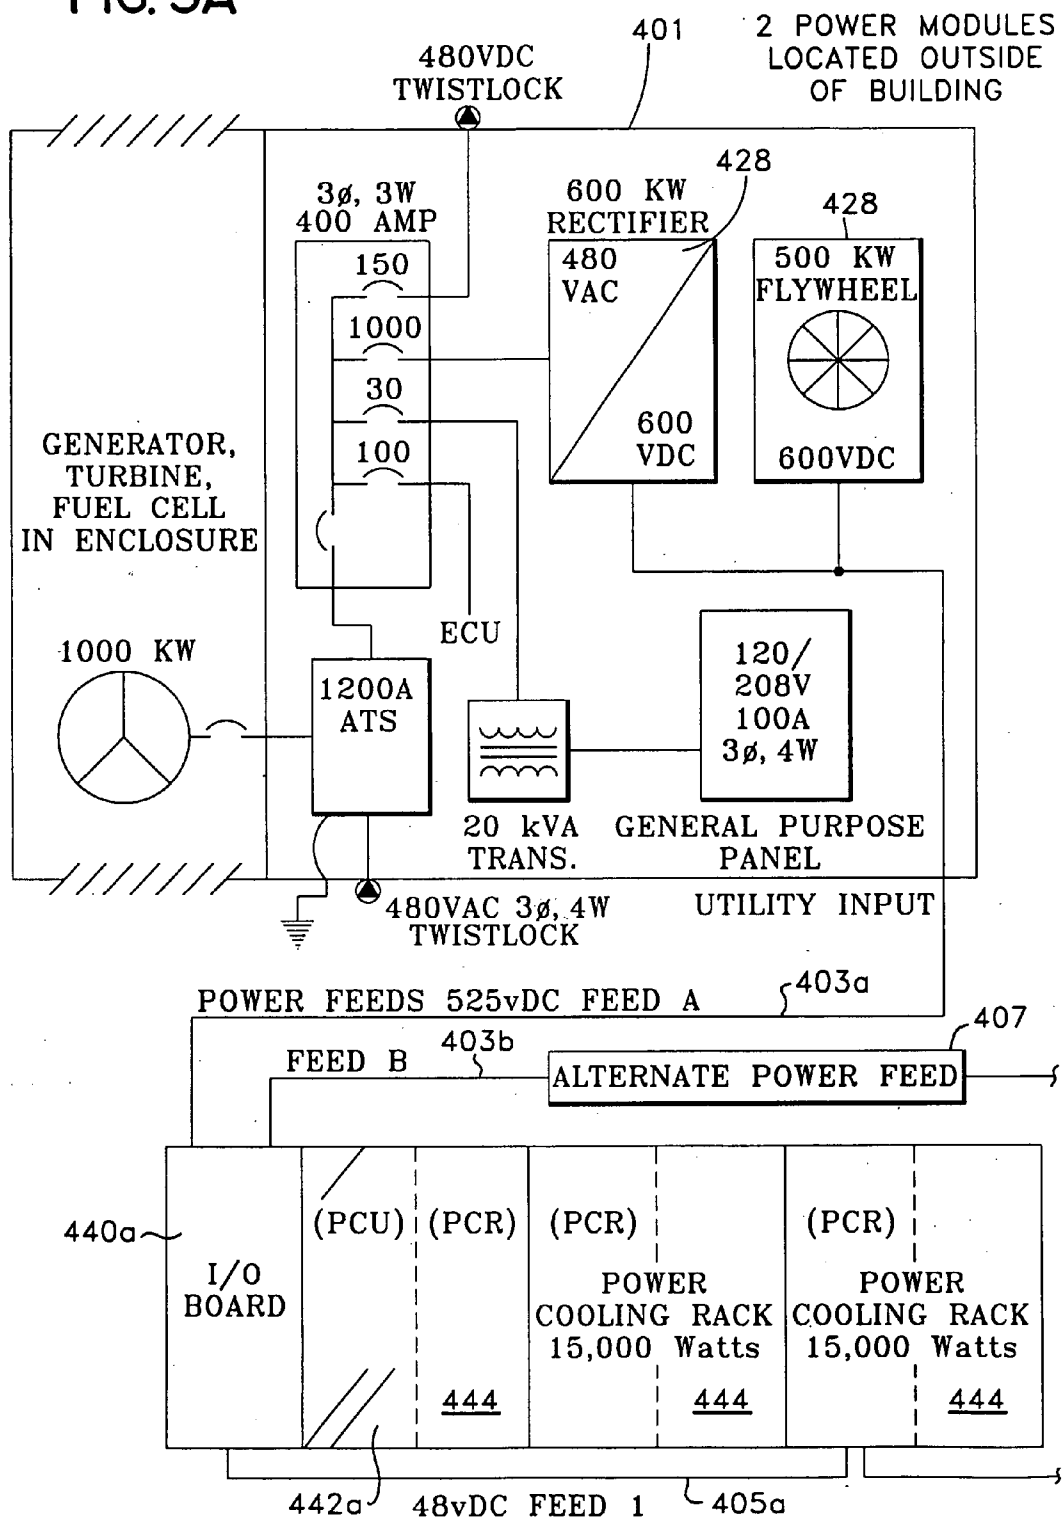 FIG. 5A
401
2 POWER MODULES
LOCATED OUTSIDE
OF BUILDING
480VDC
TWISTLOCK
3ø, 3W
400 AMP
150
1000
30
100
600 KW
RECTIFIER
428
480
VAC
600
VDC
428
500 KW
FLYWHEEL
600VDC
GENERATOR,
TURBINE,
FUEL CELL
IN ENCLOSURE
1000 KW
ECU
1200A
ATS
120/
208V
100A
3ø, 4W
20 kVA
TRANS.
GENERAL PURPOSE
PANEL
480VAC 3ø, 4W
TWISTLOCK
UTILITY INPUT
POWER FEEDS 525vDC FEED A
403a
FEED B
403b
ALTERNATE POWER FEED
407
440a
I/O
BOARD
(PCU)
(PCR)
444
(PCR)
POWER
COOLING RACK
15,000 Watts
444
(PCR)
POWER
COOLING RACK
15,000 Watts
444
442a
48vDC FEED 1
405a